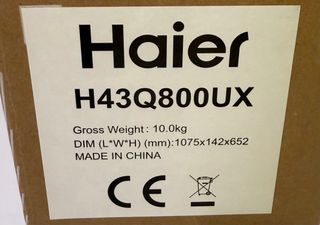 Haier
H43Q800UX
Gross Weight : 10.0kg
DIM (L*W*H) (mm):1075x142x652
MADE IN CHINA
CE